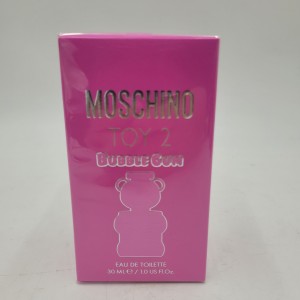 MOSCHINO
TOY 2
BUBBLE GUM
EAU DE TOILETTE
30 ML ℮ / 1.0 US Fl.Oz.